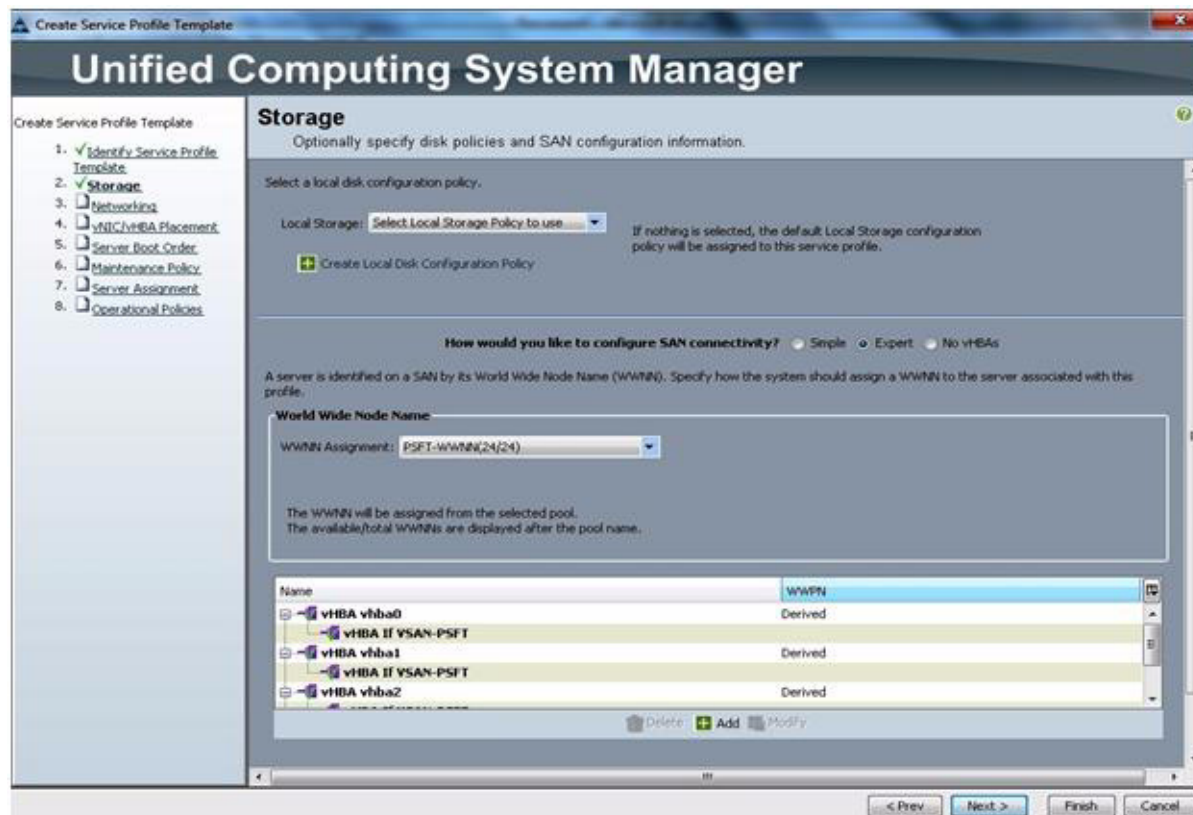 Create Service Profile Template
Unified Computing System Manager
Create Service Profile Template
1. Identify Service Profile
Template
2. Storage
3. Networking
4. vNIC/vHBA Placement
5. Server Boot Order
6. Maintenance Policy
7. Server Assignment
8. Operational Policies
Storage
Optionally specify disk policies and SAN configuration information.
Select a local disk configuration policy.
Local Storage: Select Local Storage Policy to use
If nothing is selected, the default Local Storage configuration
policy will be assigned to this service profile.
Create Local Disk Configuration Policy
How would you like to configure SAN connectivity? Simple Expert No vHBAs
A server is identified on a SAN by its World Wide Node Name (WWNN). Specify how the system should assign a WWNN to the server associated with this
profile.
World Wide Node Name
WWNN Assignment: PSFT-WWNN(24/24)
The WWNN will be assigned from the selected pool.
The available/total WWNNs are displayed after the pool name.
Name WWPN
vHBA vhba0 Derived
vHBA If VSAN-PSFT
vHBA vhba1 Derived
vHBA If VSAN-PSFT
vHBA vhba2 Derived
Delete Add Modify
< Prev Next > Finish Cancel